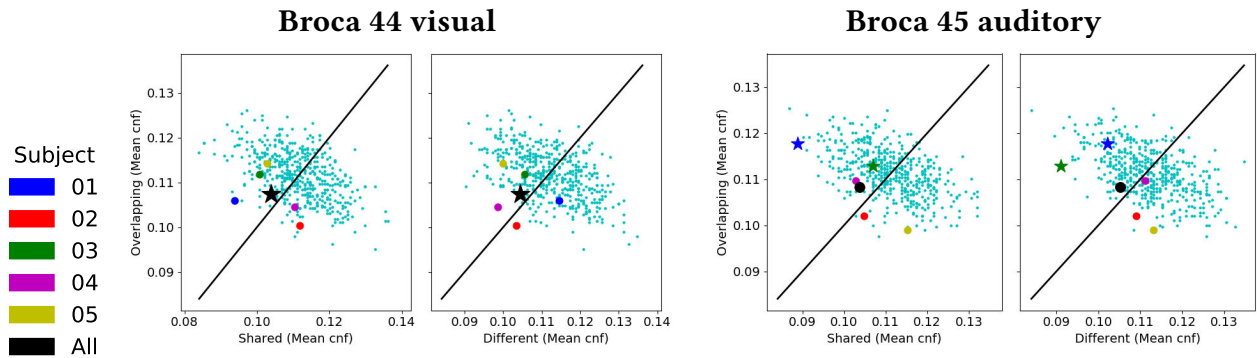 Broca 44 visual
Broca 45 auditory
Subject
01
02
03
04
05
All
Overlapping (Mean cnf)
0.13
0.12
0.11
0.10
0.09
0.08 0.10 0.12 0.14
Shared (Mean cnf)
0.09 0.10 0.11 0.12 0.13 0.14
Different (Mean cnf)
Overlapping (Mean cnf)
0.13
0.12
0.11
0.10
0.09
0.09 0.10 0.11 0.12 0.13
Shared (Mean cnf)
0.09 0.10 0.11 0.12 0.13
Different (Mean cnf)